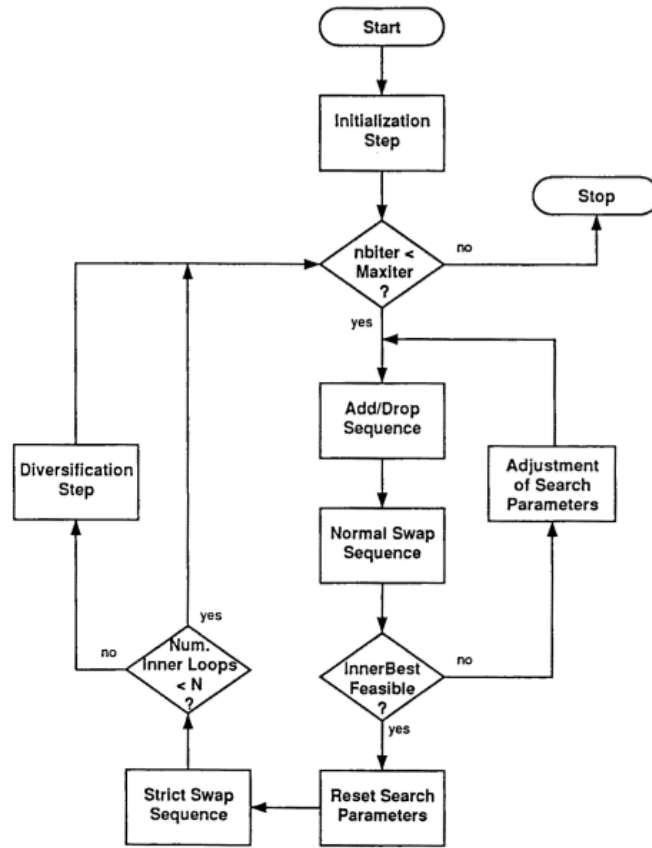 Start
Initialization
Step
Stop
nbiter <
Maxiter
?
no
yes
Add/Drop
Sequence
Diversification
Step
Adjustment
of Search
Parameters
Normal Swap
Sequence
yes
no
Num.
Inner Loops
< N
?
InnerBest
Feasible
?
no
yes
Strict Swap
Sequence
Reset Search
Parameters